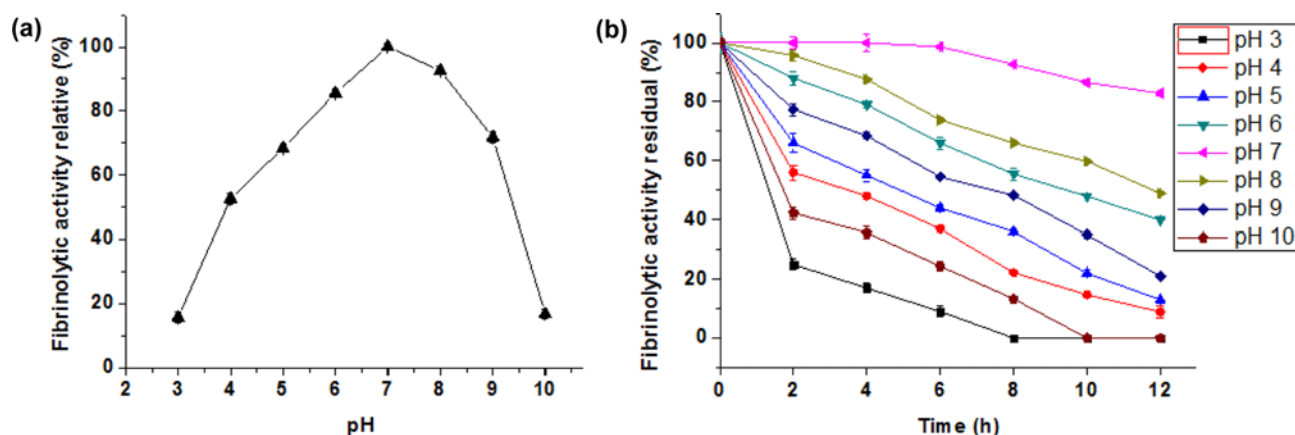 (a)
Fibrinolytic activity relative (%)
100
80
60
40
20
0
2 3 4 5 6 7 8 9 10
pH
(b)
Fibrinolytic activity residual (%)
100
80
60
40
20
0
0 2 4 6 8 10 12
Time (h)
pH 3
pH 4
pH 5
pH 6
pH 7
pH 8
pH 9
pH 10